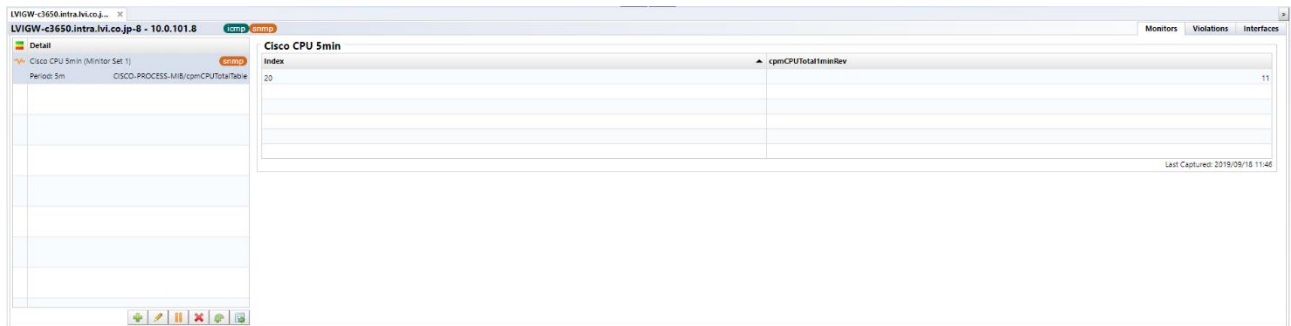 LVIGW-c3650.intra.lvi.co.j...
LVIGW-c3650.intra.lvi.co.jp-8 - 10.0.101.8 icmp snmp
Monitors Violations Interfaces
Detail
Cisco CPU 5min (Minitor Set 1) snmp
Period: 5m CISCO-PROCESS-MIB/cpmCPUTotalTable
Cisco CPU 5min
Index cpmCPUTotal1minRev
20 11
Last Captured: 2019/09/18 11:46